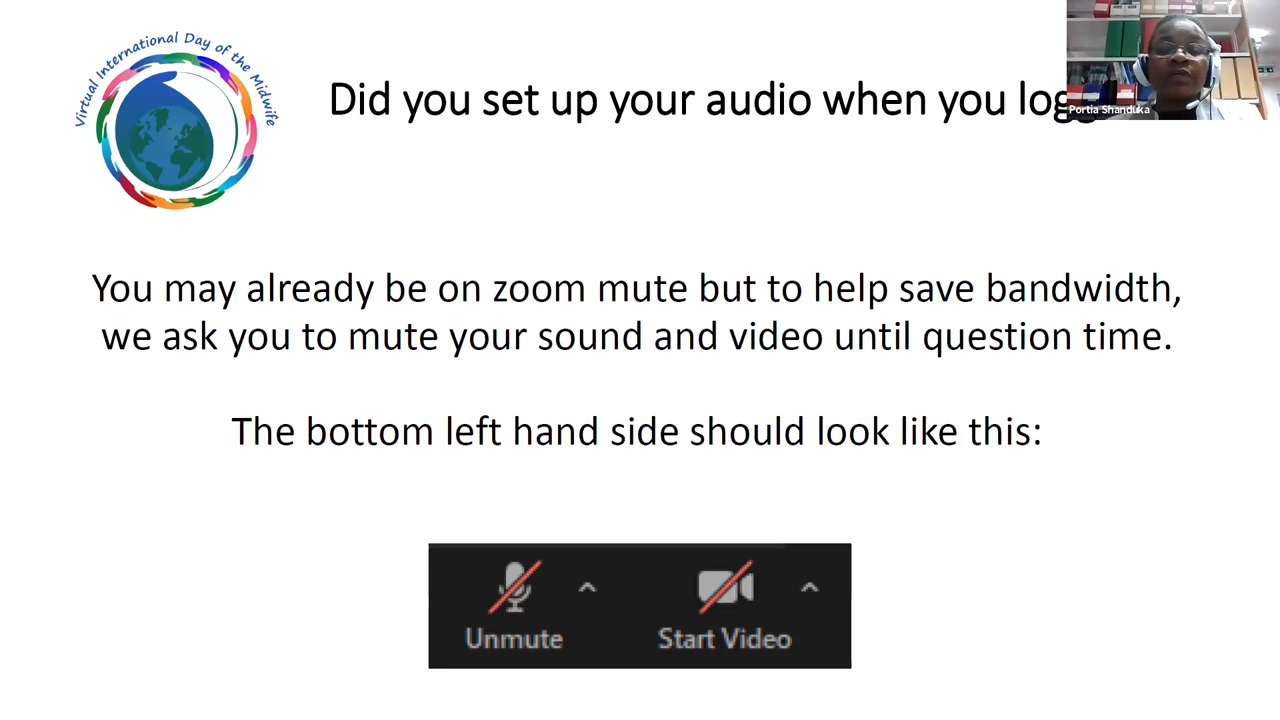 Virtual International Day of the Midwife
Did you set up your audio when you log
Portia Shanduka
You may already be on zoom mute but to help save bandwidth,
we ask you to mute your sound and video until question time.
The bottom left hand side should look like this:
Unmute
Start Video